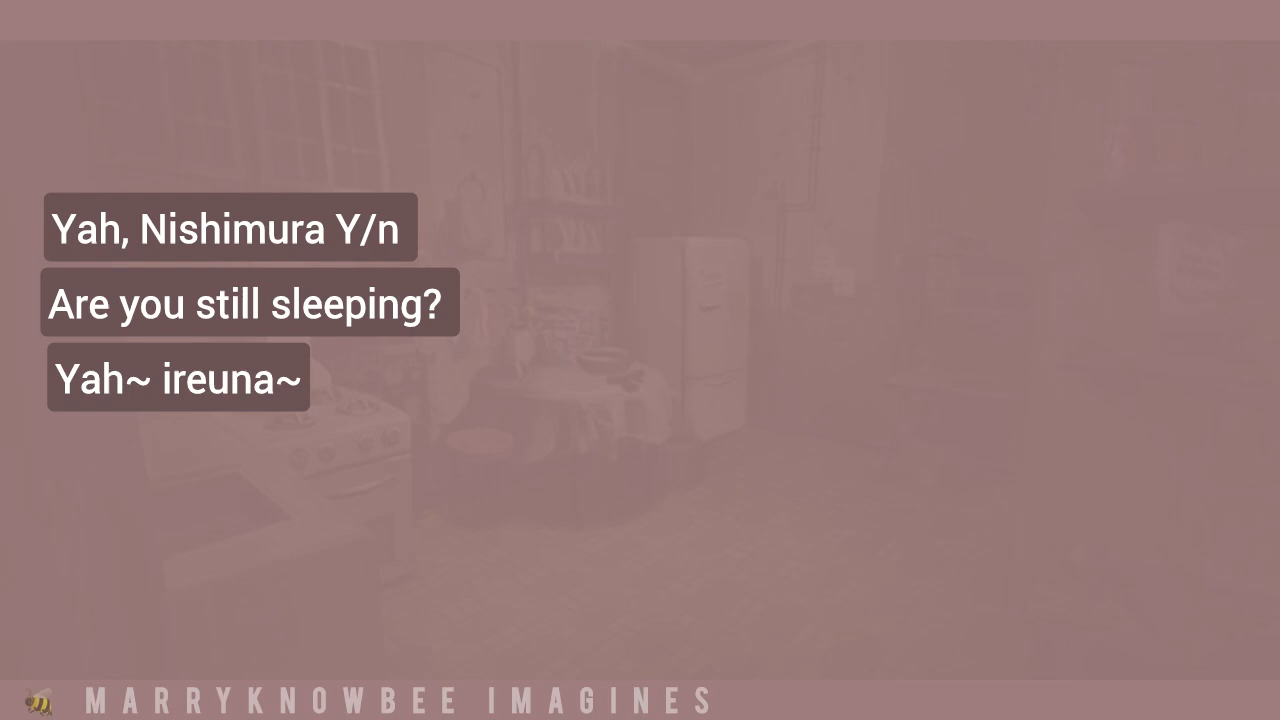 Yah, Nishimura Y/n
Are you still sleeping?
Yah~ ireuna~
MARRYKNOWBEE IMAGINES